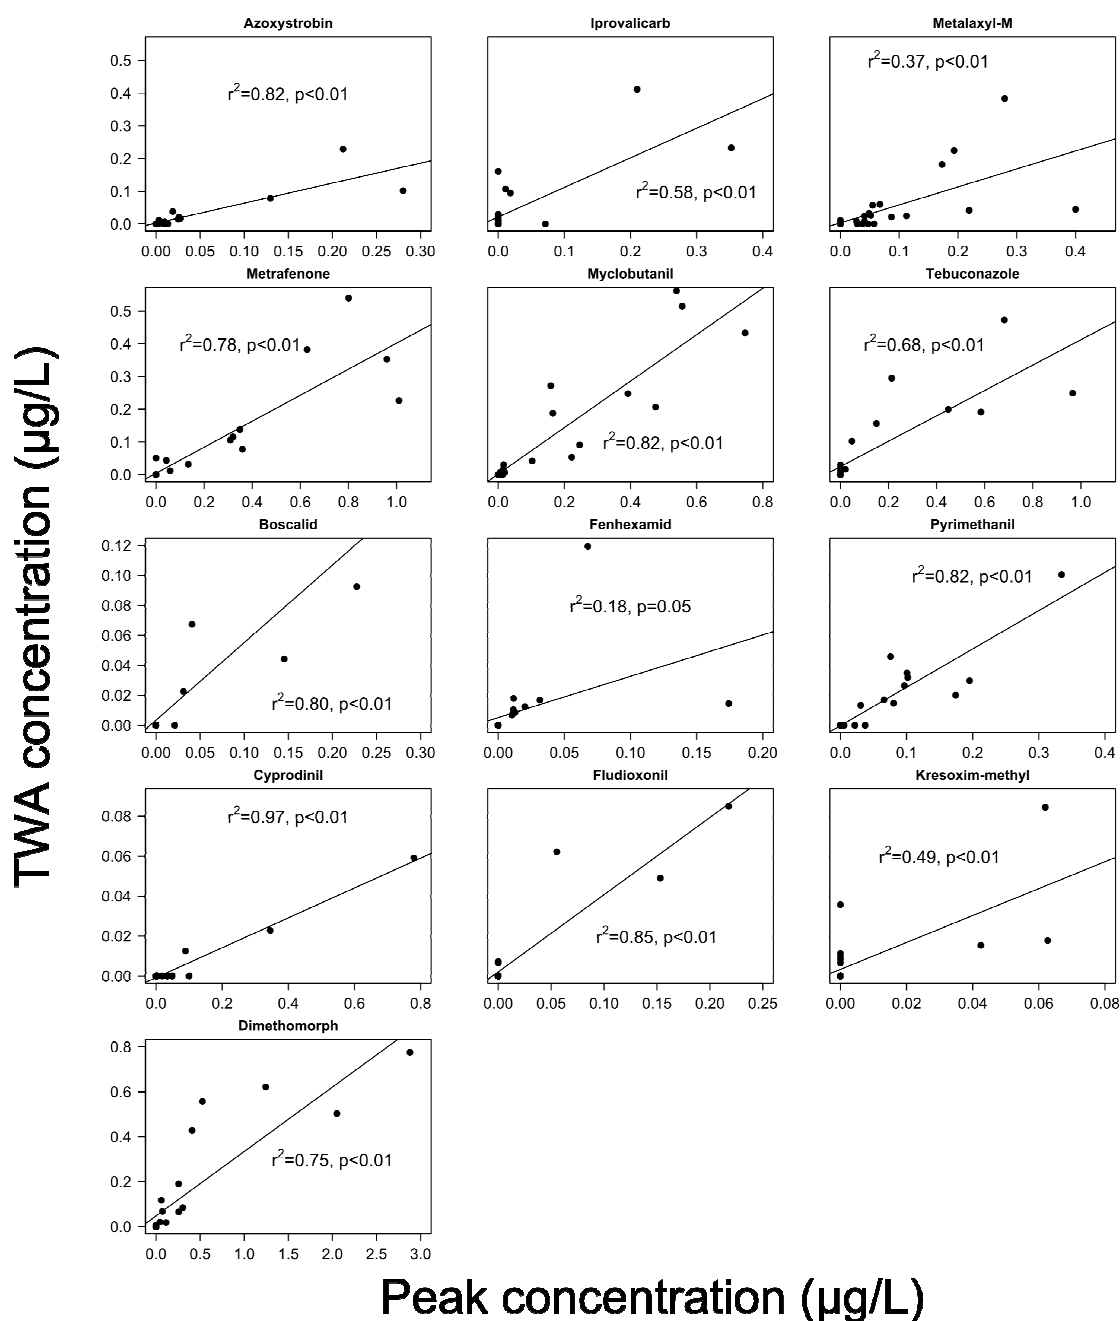 Azoxystrobin Iprovalicarb Metalaxyl-M
0.5
0.4
0.3
0.2
0.1
0.0
r²=0.82, p<0.01
r²=0.58, p<0.01
r²=0.37, p<0.01
0.00 0.05 0.10 0.15 0.20 0.25 0.30
0.0 0.1 0.2 0.3 0.4
0.0 0.1 0.2 0.3 0.4
Metrafenone Myclobutanil Tebuconazole
0.5
0.4
0.3
0.2
0.1
0.0
r²=0.78, p<0.01
r²=0.82, p<0.01
r²=0.68, p<0.01
0.0 0.2 0.4 0.6 0.8 1.0
0.0 0.2 0.4 0.6 0.8
0.0 0.2 0.4 0.6 0.8 1.0
Boscalid Fenhexamid Pyrimethanil
0.12
0.10
0.08
0.06
0.04
0.02
0.00
r²=0.80, p<0.01
r²=0.18, p=0.05
r²=0.82, p<0.01
0.00 0.05 0.10 0.15 0.20 0.25 0.30
0.00 0.05 0.10 0.15 0.20
0.0 0.1 0.2 0.3 0.4
Cyprodinil Fludioxonil Kresoxim-methyl
0.08
0.06
0.04
0.02
0.00
r²=0.97, p<0.01
r²=0.85, p<0.01
r²=0.49, p<0.01
0.0 0.2 0.4 0.6 0.8
0.00 0.05 0.10 0.15 0.20 0.25
0.00 0.02 0.04 0.06 0.08
Dimethomorph
0.8
0.6
0.4
0.2
0.0
r²=0.75, p<0.01
0.0 0.5 1.0 1.5 2.0 2.5 3.0
TWA concentration (µg/L)
Peak concentration (µg/L)